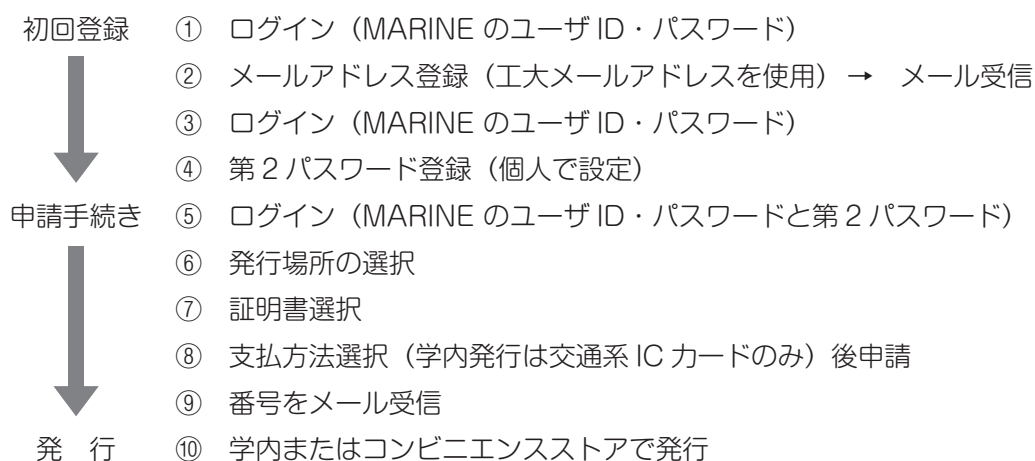 初回登録 ① ログイン（MARINE のユーザ ID・パスワード）
② メールアドレス登録（工大メールアドレスを使用）→ メール受信
③ ログイン（MARINE のユーザ ID・パスワード）
④ 第 2 パスワード登録（個人で設定）
申請手続き ⑤ ログイン（MARINE のユーザ ID・パスワードと第 2 パスワード）
⑥ 発行場所の選択
⑦ 証明書選択
⑧ 支払方法選択（学内発行は交通系 IC カードのみ）後申請
⑨ 番号をメール受信
発 行 ⑩ 学内またはコンビニエンスストアで発行